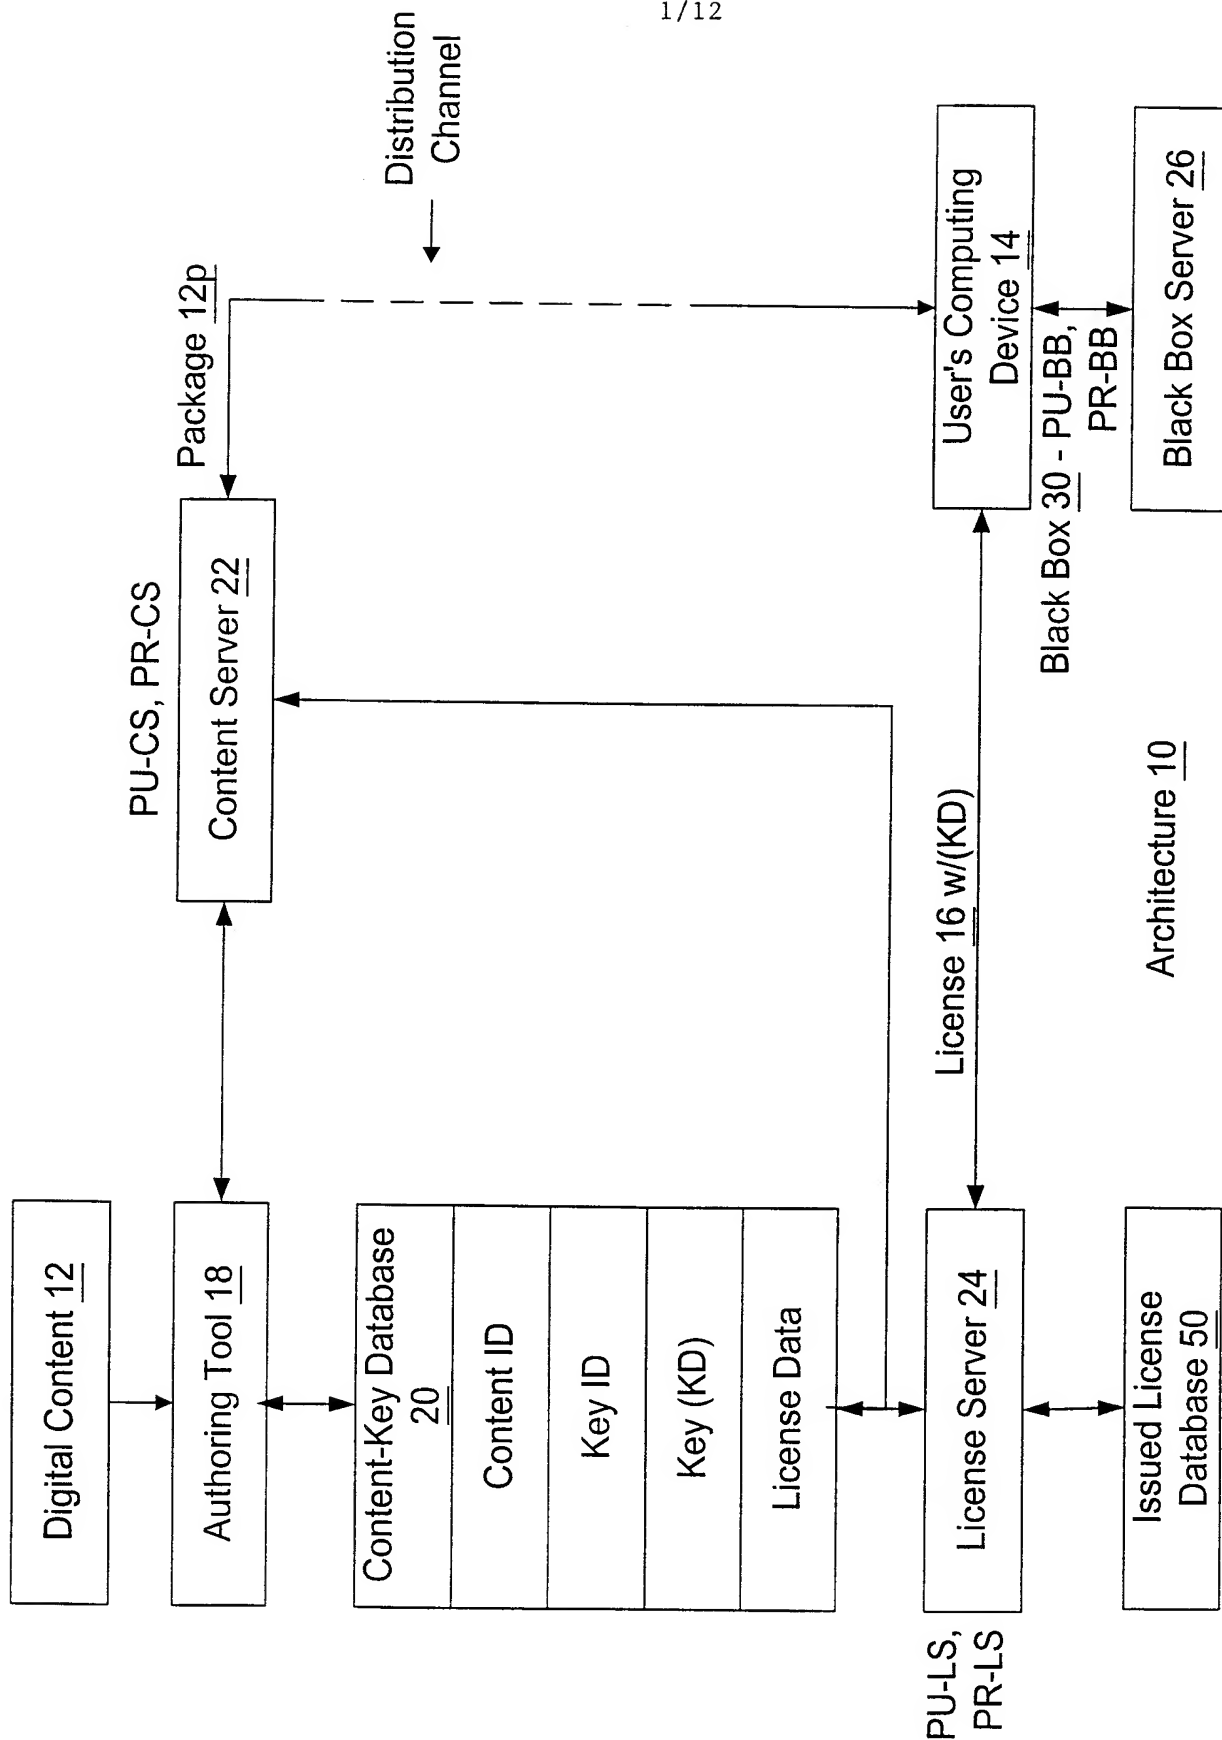 1/12
Digital Content 12
Authoring Tool 18
Content-Key Database
20
Content ID
Key ID
Key (KD)
License Data
License Server 24
PU-LS,
PR-LS
Issued License
Database 50
PU-CS, PR-CS
Content Server 22
Package 12p
Distribution
Channel
License 16 w/(KD)
User's Computing
Device 14
Black Box 30 - PU-BB,
PR-BB
Black Box Server 26
Architecture 10